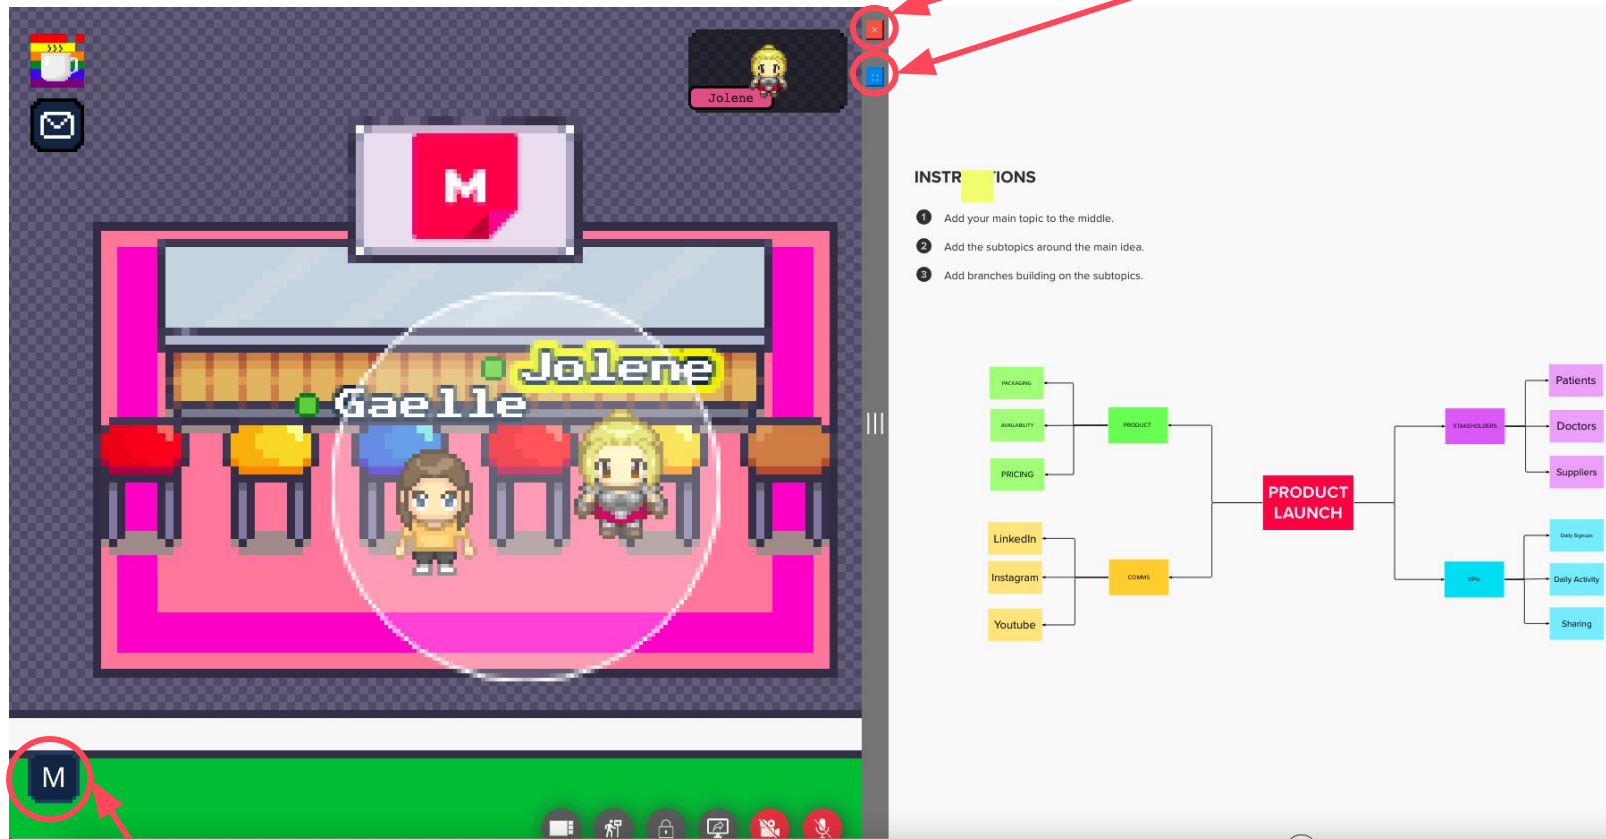 Jolene
M
Jolene
Gaelle
M
INSTR IONS
1 Add your main topic to the middle.
2 Add the subtopics around the main idea.
3 Add branches building on the subtopics.
PACKAGING
AVAILABILITY
PRICING
PRODUCT
LinkedIn
Instagram
Youtube
COMMS
PRODUCT
LAUNCH
STAKEHOLDERS
Patients
Doctors
Suppliers
KPIs
Daily Signups
Daily Activity
Sharing